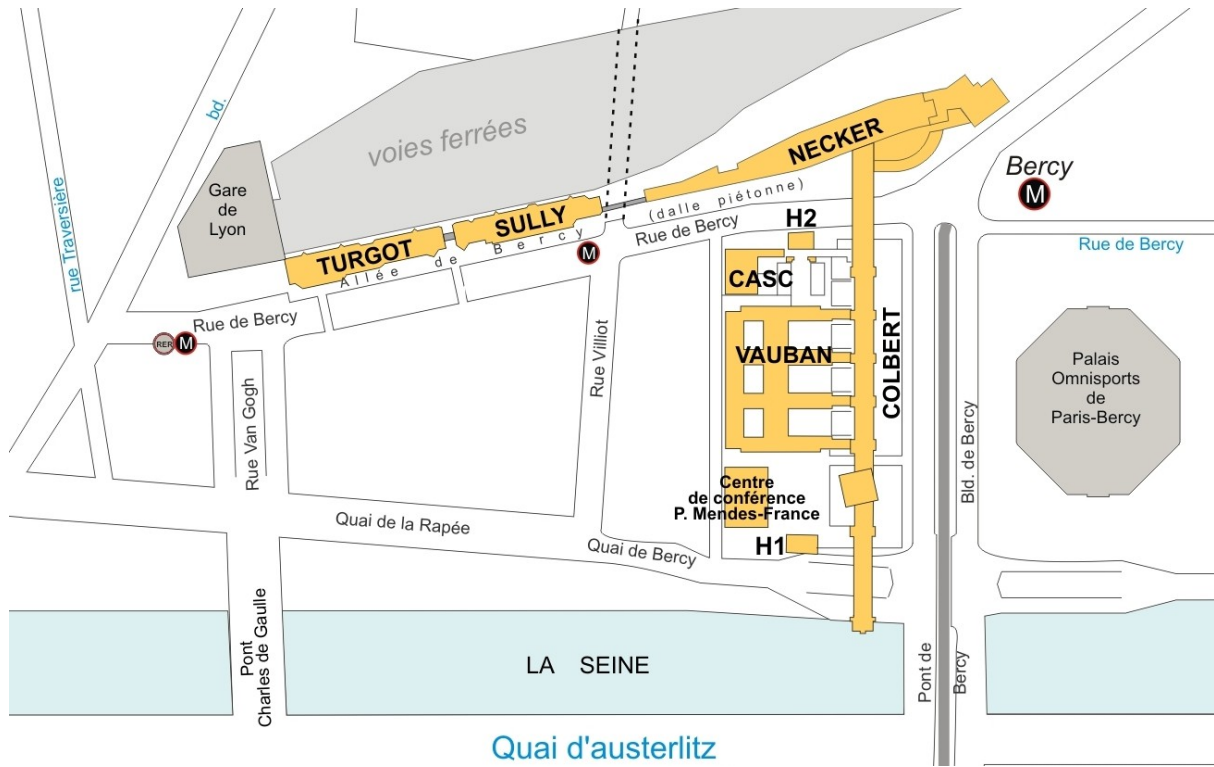 bd.
voies ferrées
NECKER
Bercy
M
rue Traversière
Gare
de
Lyon
SULLY
(dalle piétonne)
H2
TURGOT
Allée de Bercy
M
Rue de Bercy
Rue de Bercy
CASC
Rue de Bercy
RER
M
Rue Villiot
VAUBAN
COLBERT
Palais
Omnisports
de
Paris-Bercy
Rue Van Gogh
Bld. de Bercy
Centre
de conférence
P. Mendes-France
Quai de la Rapée
Quai de Bercy
H1
Pont
Charles de Gaulle
LA SEINE
Pont de
Bercy
Quai d'austerlitz